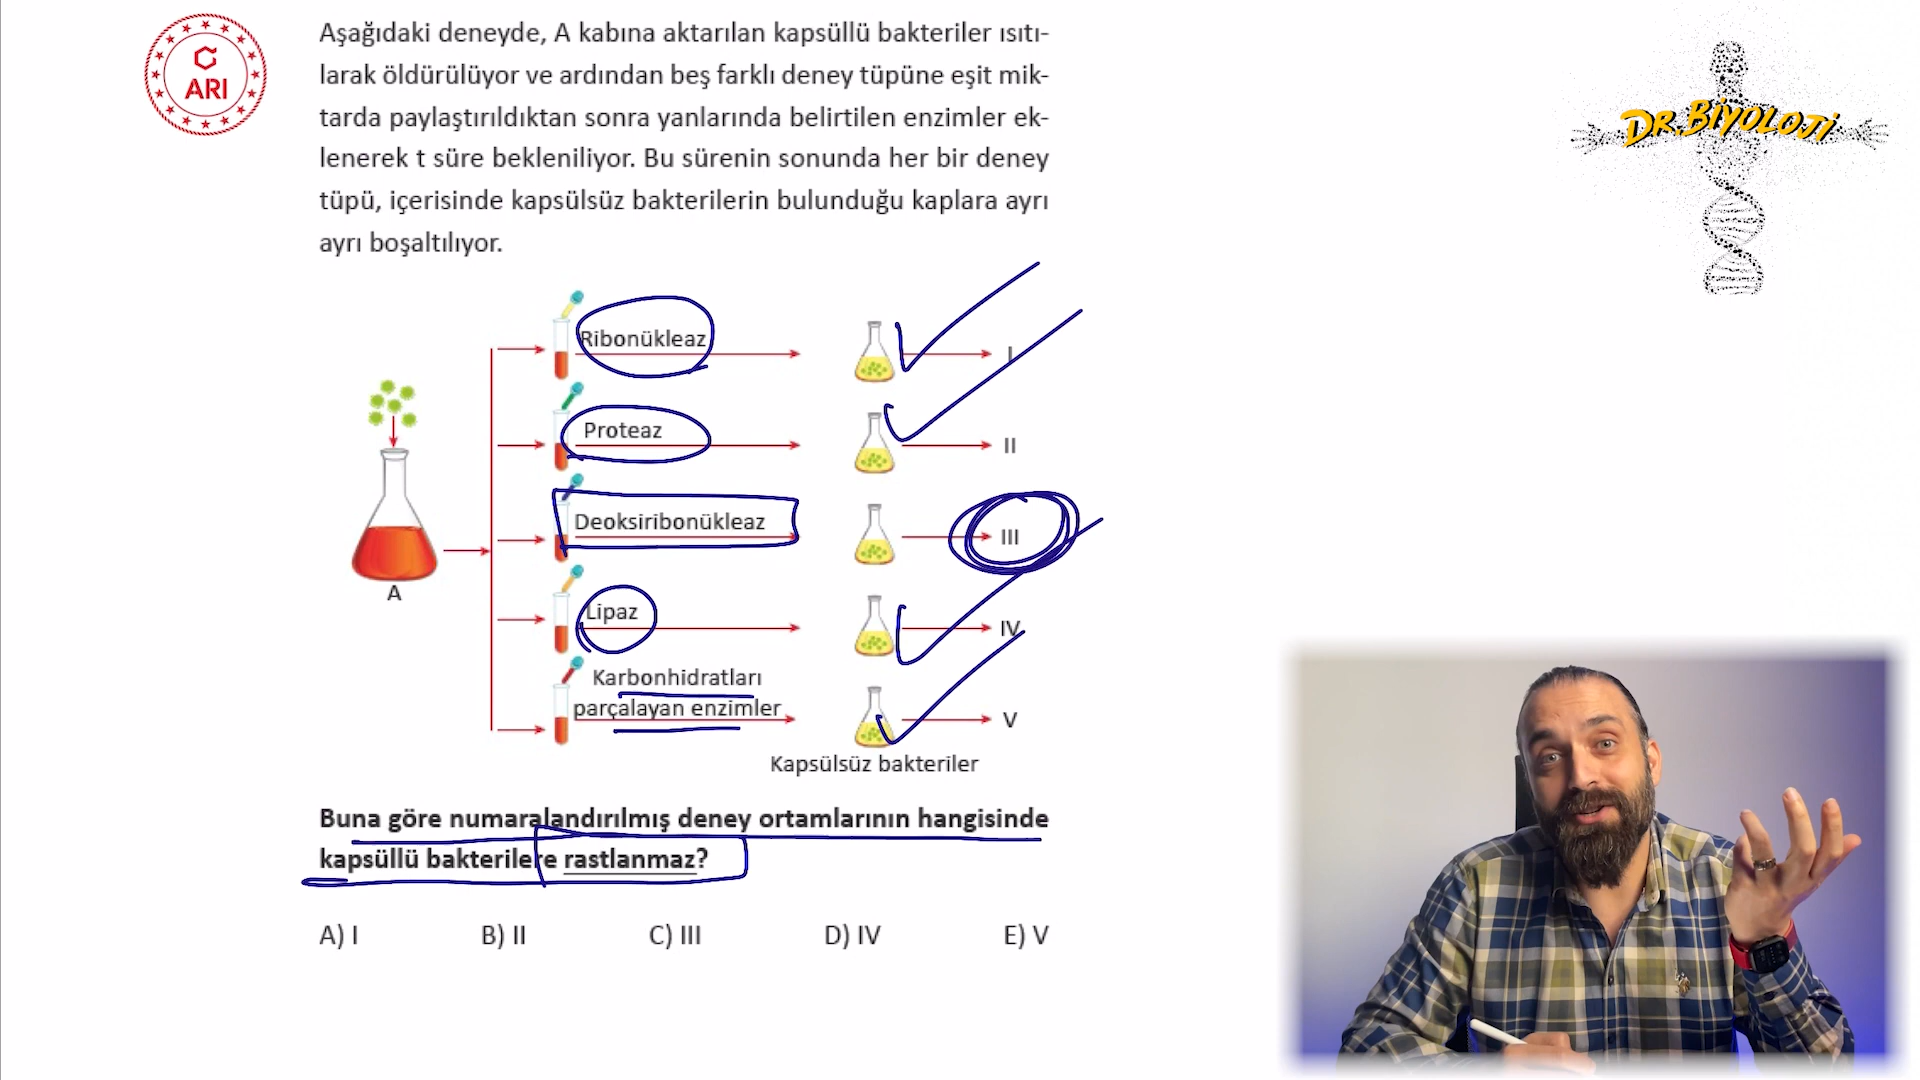 ARI
DR.BİYOLOJİ
Aşağıdaki deneyde, A kabına aktarılan kapsüllü bakteriler ısıtı-
larak öldürülüyor ve ardından beş farklı deney tüpüne eşit mik-
tarda paylaştırıldıktan sonra yanlarında belirtilen enzimler ek-
lenerek t süre bekleniliyor. Bu sürenin sonunda her bir deney
tüpü, içerisinde kapsülsüz bakterilerin bulunduğu kaplara ayrı
ayrı boşaltılıyor.
Ribonükleaz
I
Proteaz
II
Deoksiribonükleaz
III
A
Lipaz
IV
Karbonhidratları
parçalayan enzimler
V
Kapsülsüz bakteriler
Buna göre numaralandırılmış deney ortamlarının hangisinde
kapsüllü bakterilere rastlanmaz?
A) I B) II C) III D) IV E) V